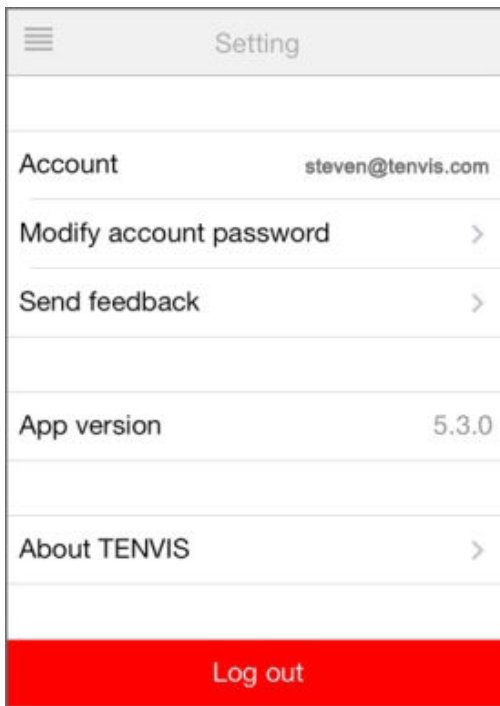 Setting
Account steven@tenvis.com
Modify account password
Send feedback
App version 5.3.0
About TENVIS
Log out